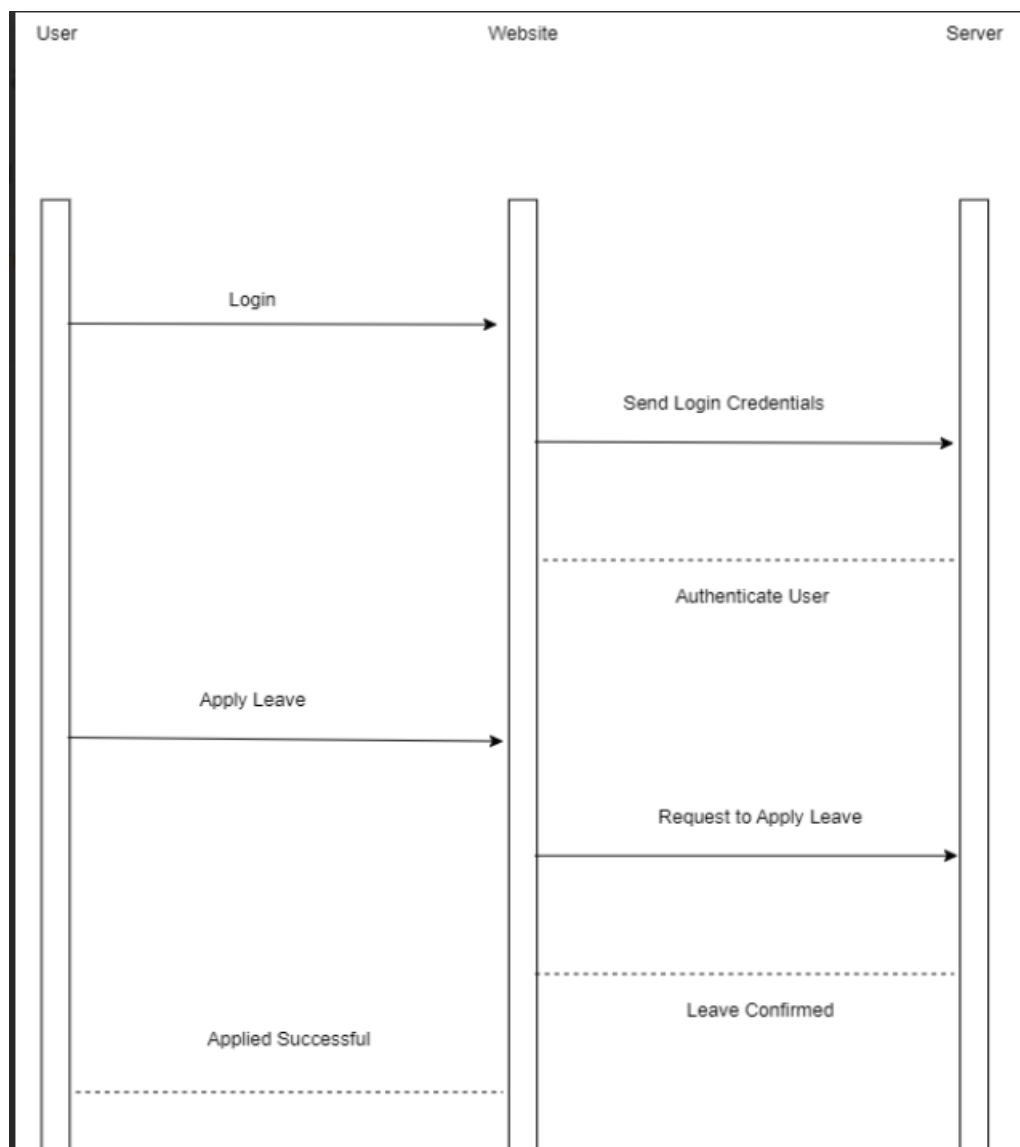 User
Website
Server
Login
Send Login Credentials
Authenticate User
Apply Leave
Request to Apply Leave
Leave Confirmed
Applied Successful